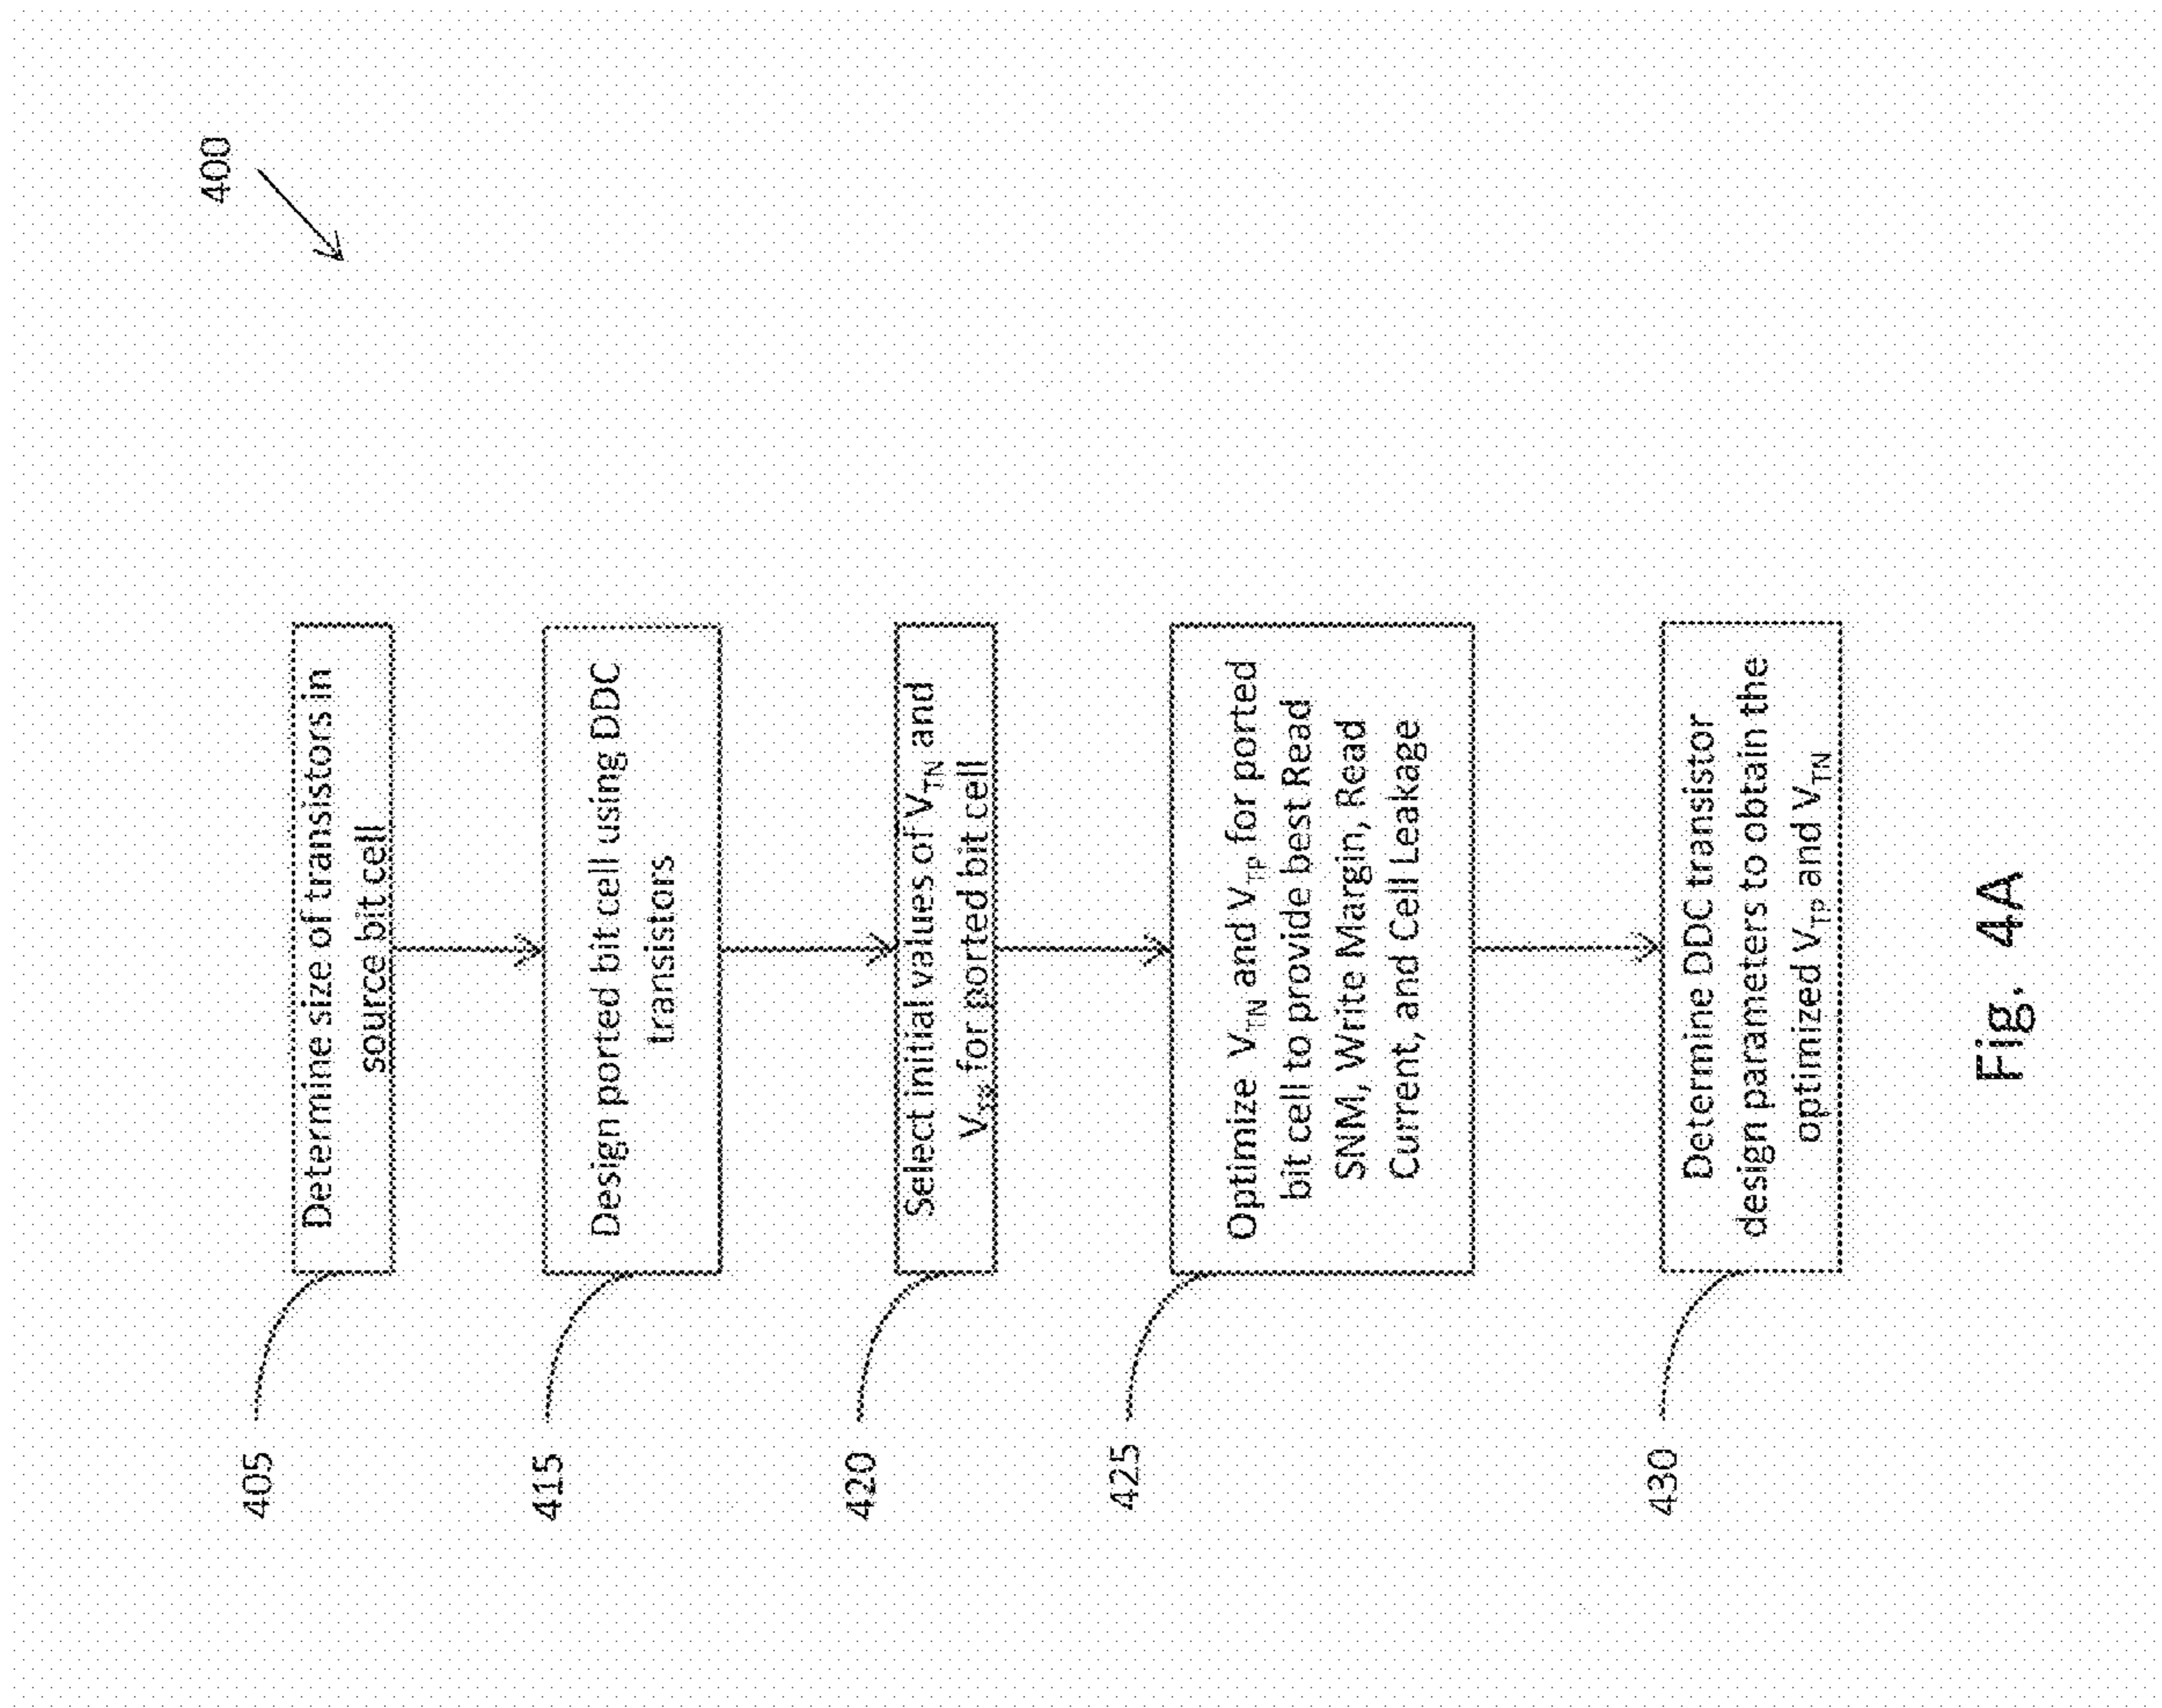 400
405
Determine size of transistors in
source bit cell
415
Design ported bit cell using DDC
transistors
420
Select initial values of V_TN and
for ported bit cell
425
Optimize V_TN and V_TP for ported
bit cell to provide best Read
SNM, Write Margin, Read
Current, and Cell Leakage
430
Determine DDC transistor
design parameters to obtain the
optimized V_TP and V_TN
Fig. 4A